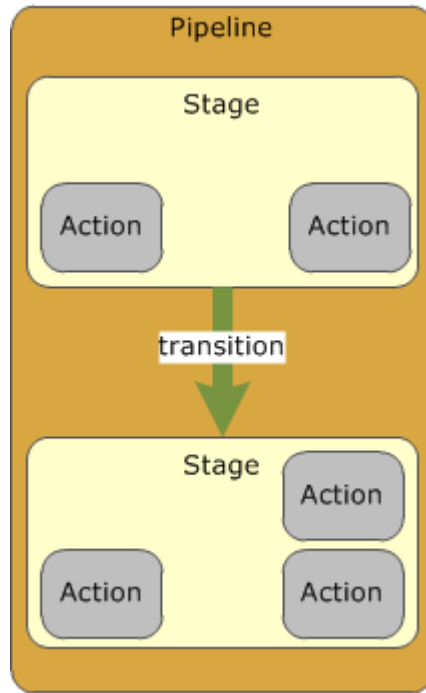 Pipeline
Stage
Action Action
transition
Stage
Action
Action Action